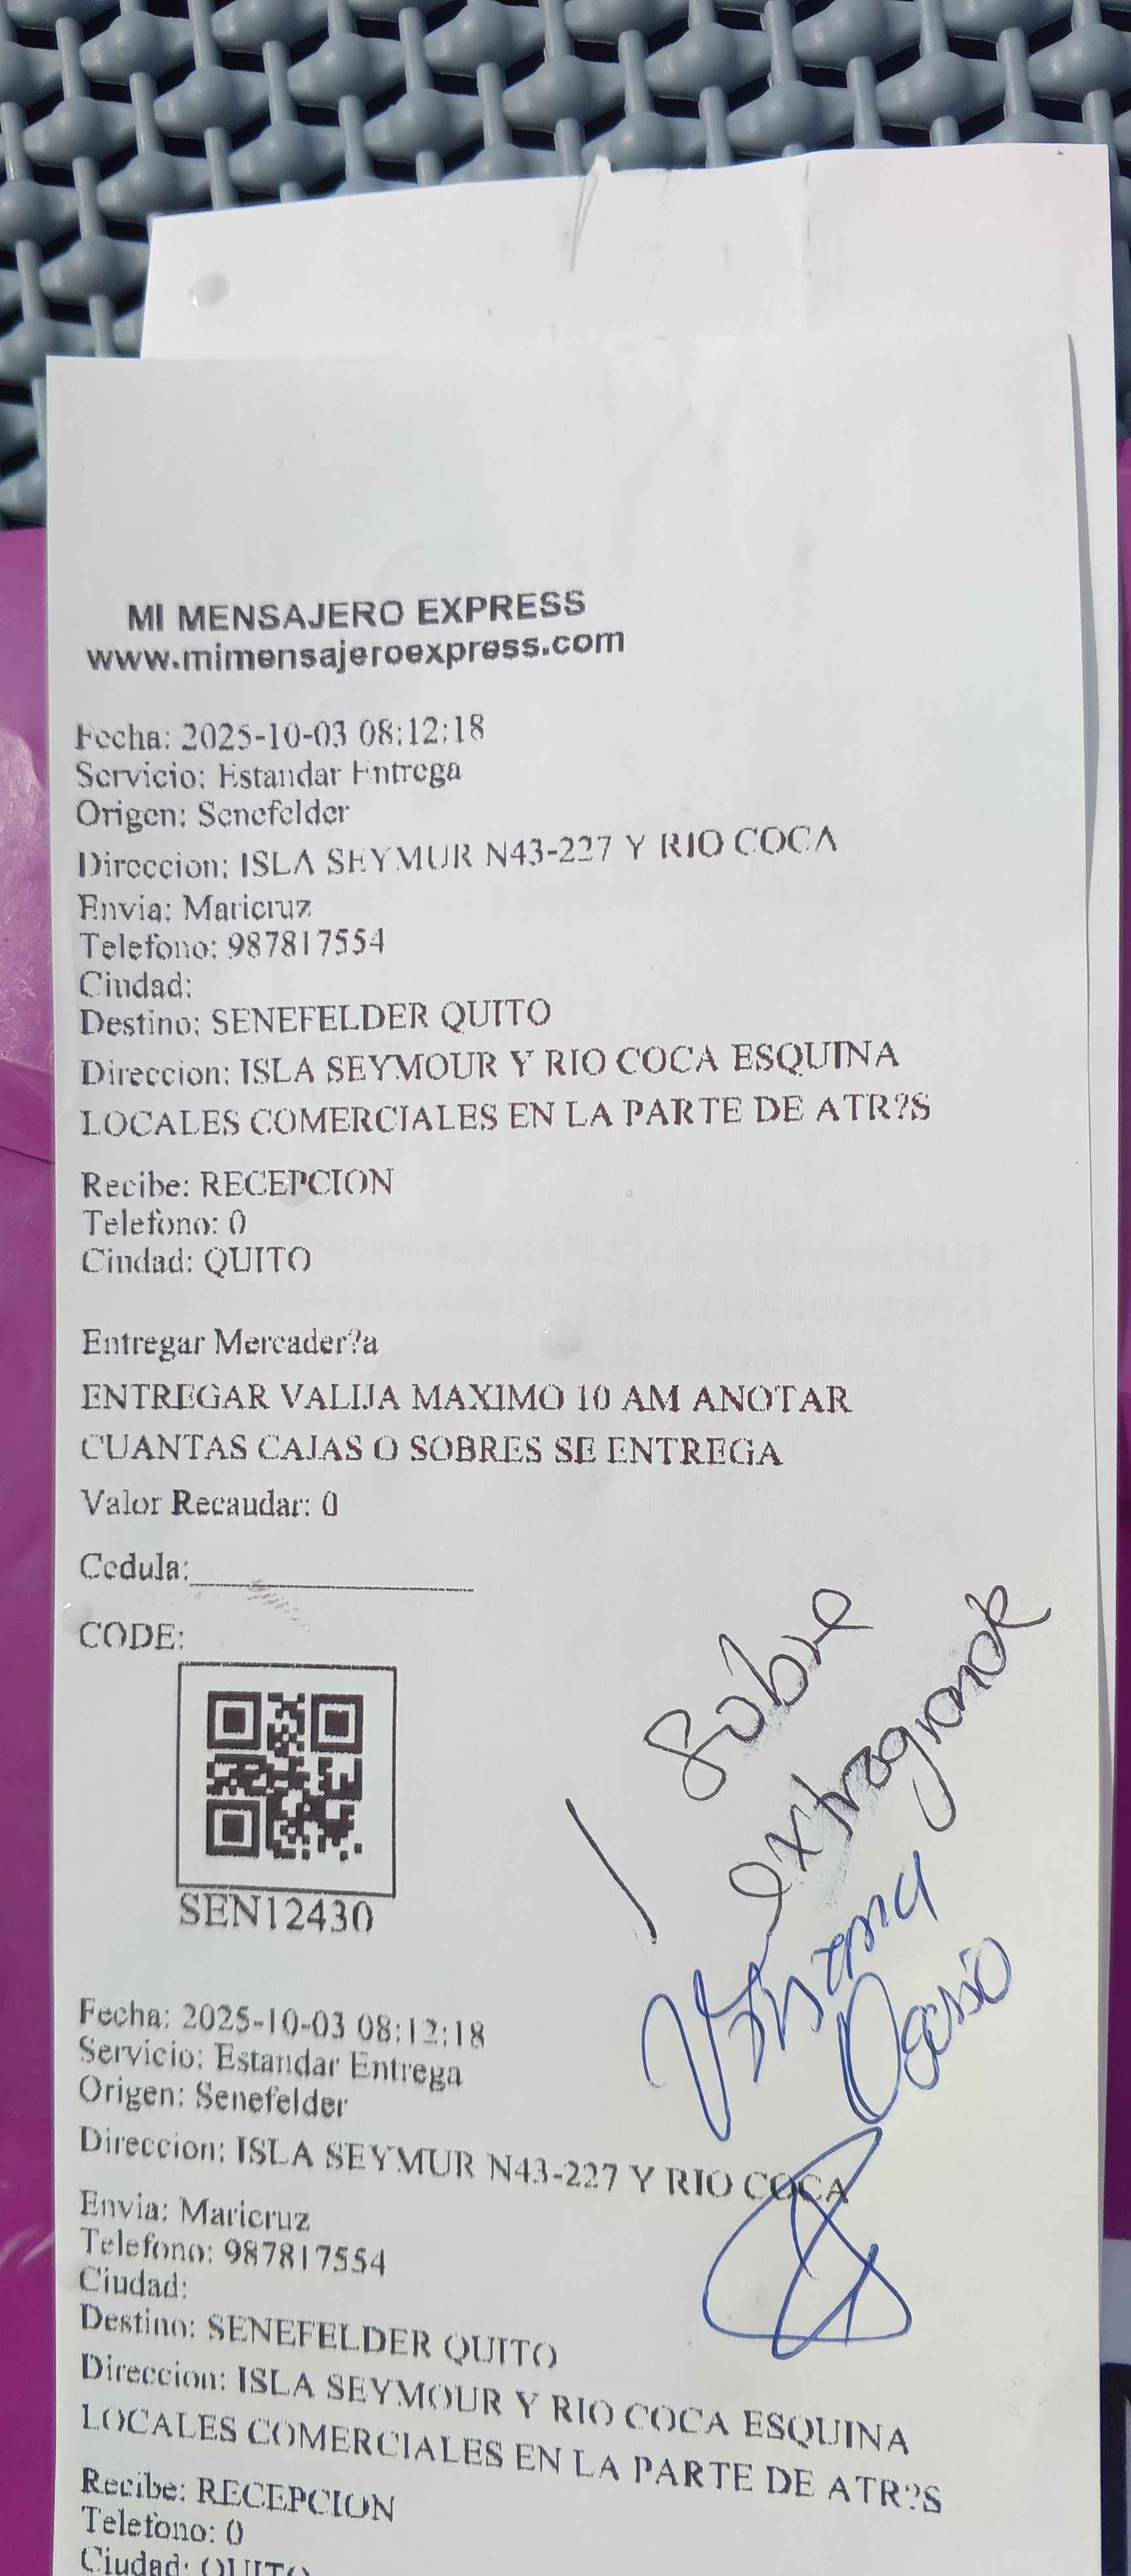 MI MENSAJERO EXPRESS
www.mimensajeroexpress.com
Fecha: 2025-10-03 08:12:18
Servicio: Estandar Entrega
Origen: Senefelder
Direccion: ISLA SEYMUR N43-227 Y RIO COCA
Envia: Maricruz
Telefono: 987817554
Ciudad:
Destino: SENEFELDER QUITO
Direccion: ISLA SEYMOUR Y RIO COCA ESQUINA
LOCALES COMERCIALES EN LA PARTE DE ATR?S
Recibe: RECEPCION
Telefono: 0
Ciudad: QUITO
Entregar Mercader?a
ENTREGAR VALIJA MAXIMO 10 AM ANOTAR
CUANTAS CAJAS O SOBRES SE ENTREGA
Valor Recaudar: 0
Cedula:
CODE:
SEN12430
1 Sobre
extragrande
Fecha: 2025-10-03 08:12:18
Servicio: Estandar Entrega
Origen: Senefelder
Direccion: ISLA SEYMUR N43-227 Y RIO COCA
Envia: Maricruz
Telefono: 987817554
Ciudad:
Destino: SENEFELDER QUITO
Direccion: ISLA SEYMOUR Y RIO COCA ESQUINA
LOCALES COMERCIALES EN LA PARTE DE ATR?S
Recibe: RECEPCION
Telefono: 0
Ciudad: QUITO